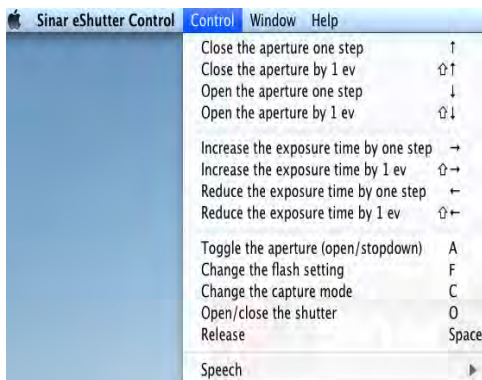 Sinar eShutter Control Control Window Help
Close the aperture one step ↑
Close the aperture by 1 ev ⇧↑
Open the aperture one step ↓
Open the aperture by 1 ev ⇧↓
Increase the exposure time by one step →
Increase the exposure time by 1 ev ⇧→
Reduce the exposure time by one step ←
Reduce the exposure time by 1 ev ⇧←
Toggle the aperture (open/stopdown) A
Change the flash setting F
Change the capture mode C
Open/close the shutter O
Release Space
Speech